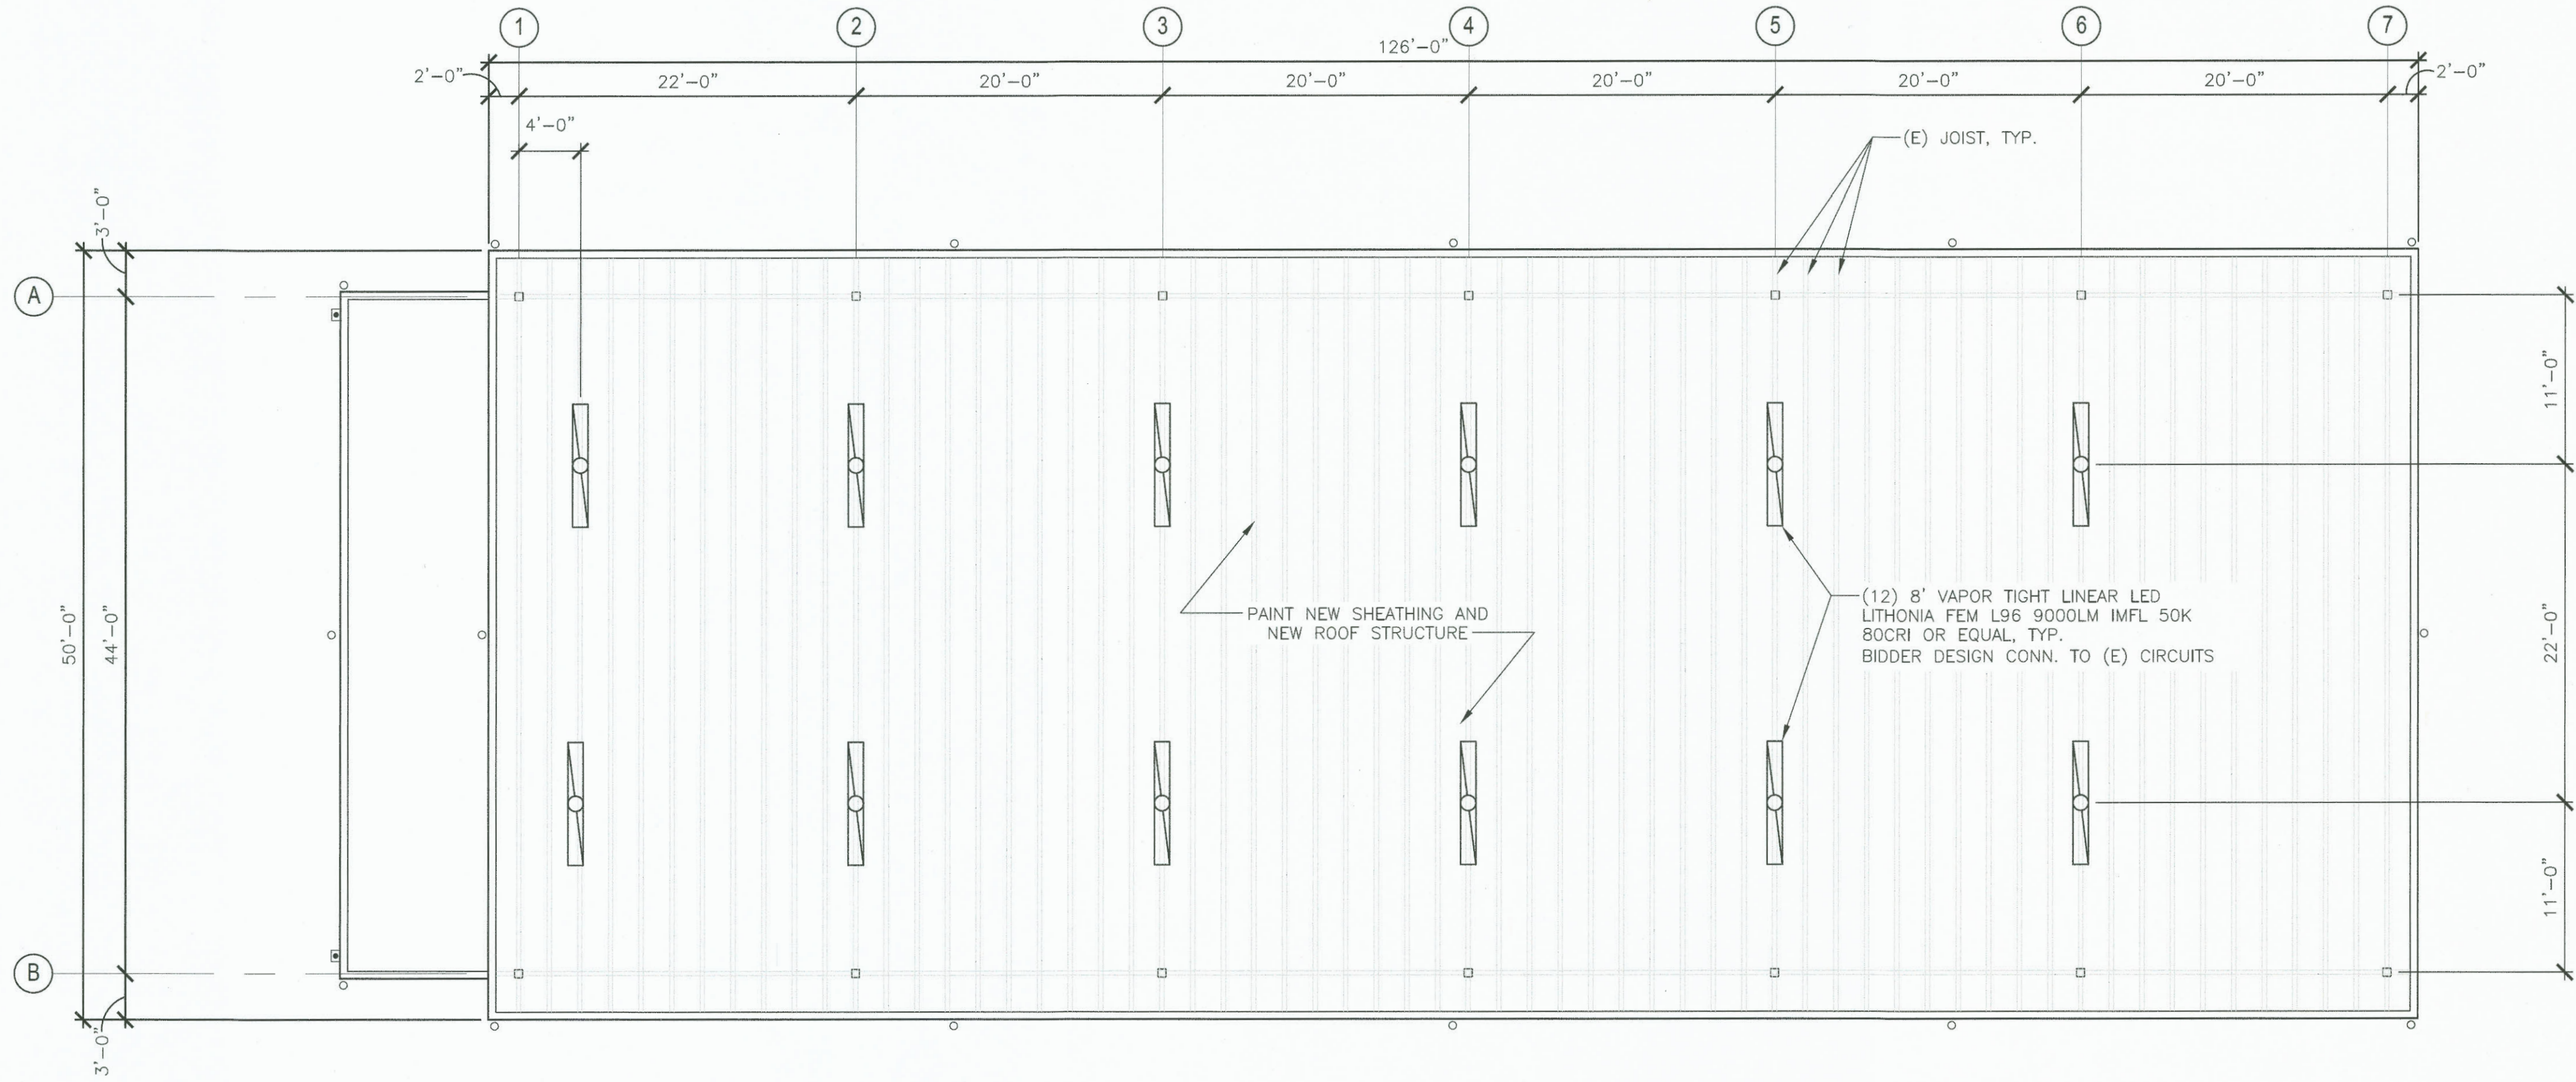 1 2 3 4 5 6 7
126'-0"
2'-0" 22'-0" 20'-0" 20'-0" 20'-0" 20'-0" 20'-0" 2'-0"
4'-0"
(E) JOIST, TYP.
3'-0"
A
11'-0"
PAINT NEW SHEATHING AND
NEW ROOF STRUCTURE
(12) 8' VAPOR TIGHT LINEAR LED
LITHONIA FEM L96 9000LM IMFL 50K
80CRI OR EQUAL, TYP.
BIDDER DESIGN CONN. TO (E) CIRCUITS
50'-0"
44'-0"
22'-0"
11'-0"
B
3'-0"